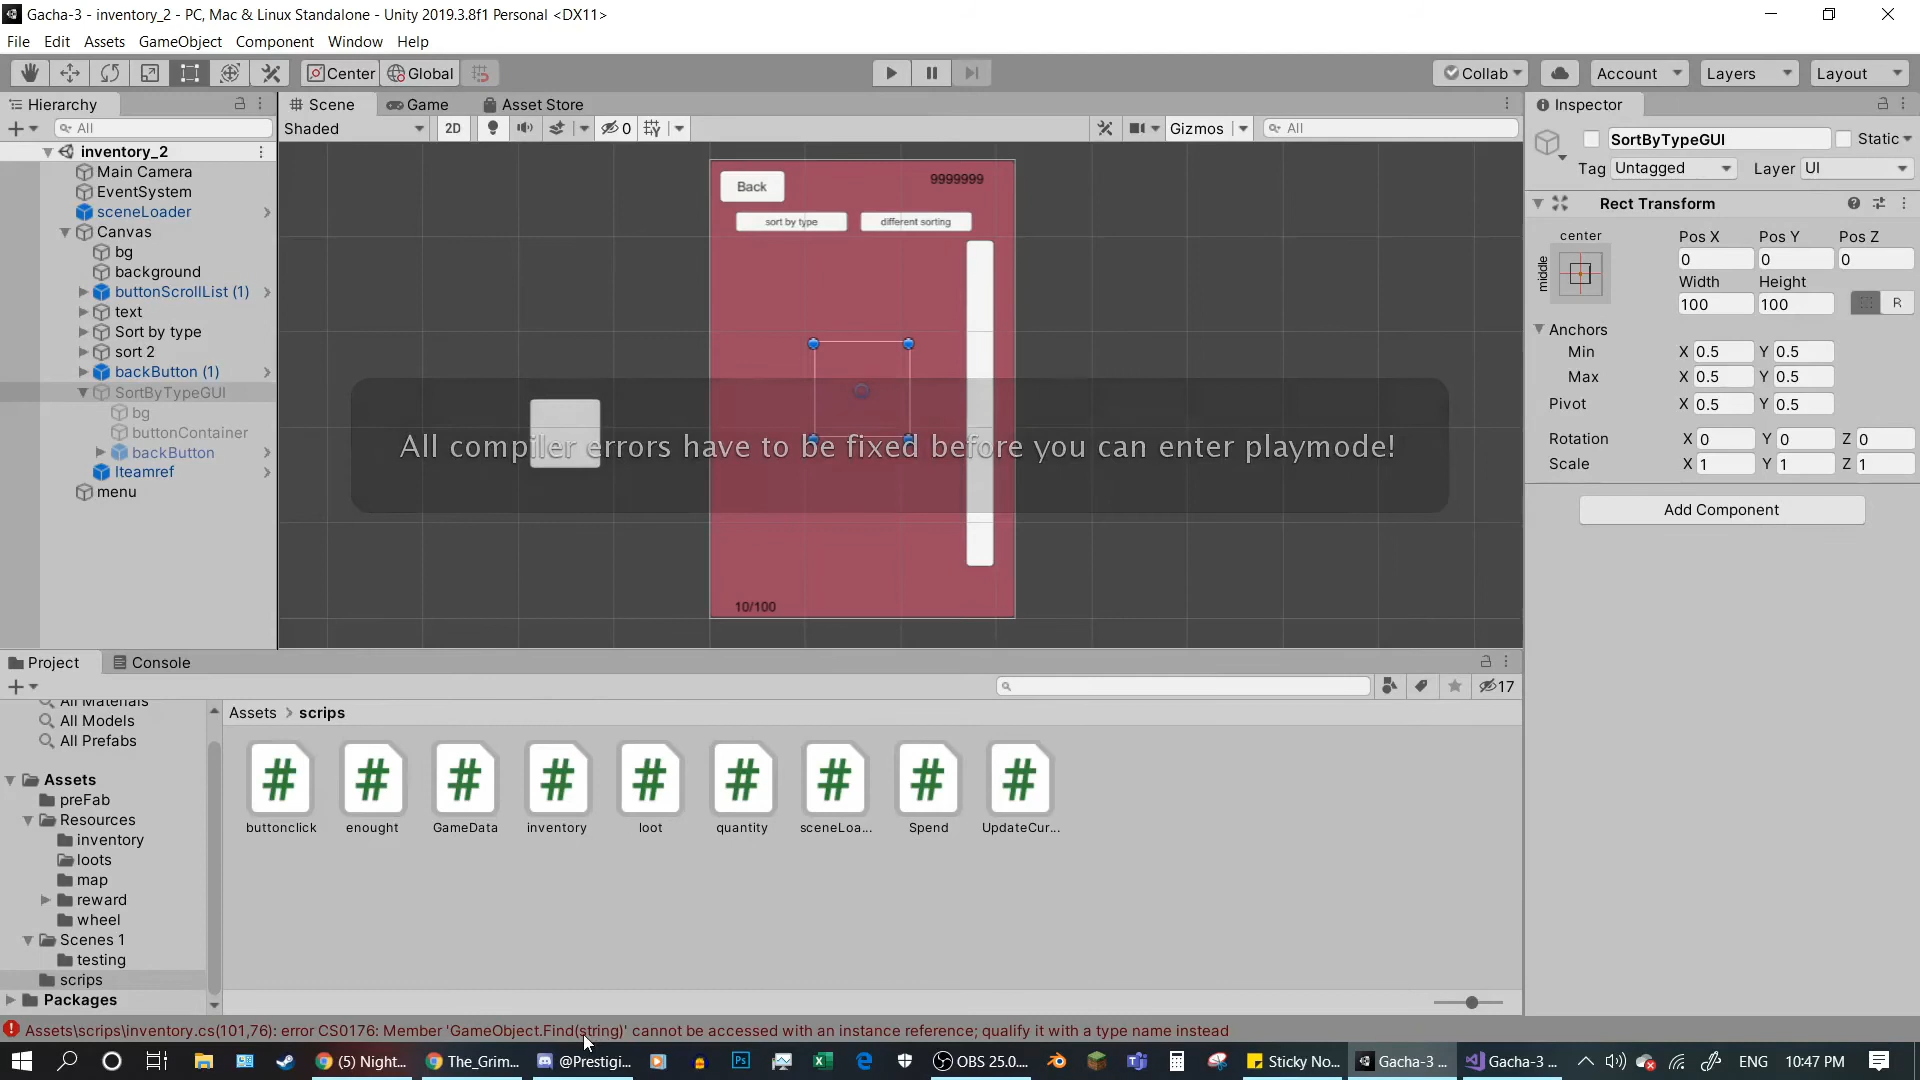 Gacha-3 - inventory_2 - PC, Mac & Linux Standalone - Unity 2019.3.8f1 Personal <DX11>
File Edit Assets GameObject Component Window Help
Center Global Collab Account Layers Layout
Hierarchy
All
inventory_2
Main Camera
EventSystem
sceneLoader
Canvas
bg
background
buttonScrollList (1)
text
Sort by type
sort 2
backButton (1)
SortByTypeGUI
bg
buttonContainer
backButton
Iteamref
menu
Scene Game Asset Store
Shaded 2D 0 Gizmos All
Back 9999999
sort by type different sorting
All compiler errors have to be fixed before you can enter playmode!
10/100
Inspector
SortByTypeGUI Static
Tag Untagged Layer UI
Rect Transform
center Pos X Pos Y Pos Z
middle 0 0 0
Width Height
100 100 R
Anchors
Min X 0.5 Y 0.5
Max X 0.5 Y 0.5
Pivot X 0.5 Y 0.5
Rotation X 0 Y 0 Z 0
Scale X 1 Y 1 Z 1
Add Component
Project Console
17
All Materials
All Models
All Prefabs
Assets
preFab
Resources
inventory
loots
map
reward
wheel
Scenes 1
testing
scrips
Packages
Assets > scrips
buttonclick enought GameData inventory loot quantity sceneLoa... Spend UpdateCur...
Assets\scrips\inventory.cs(101,76): error CS0176: Member 'GameObject.Find(string)' cannot be accessed with an instance reference; qualify it with a type name instead
(5) Night... The_Grim... @Prestigi... OBS 25.0.... Sticky No... Gacha-3 ... Gacha-3 ... ENG 10:47 PM